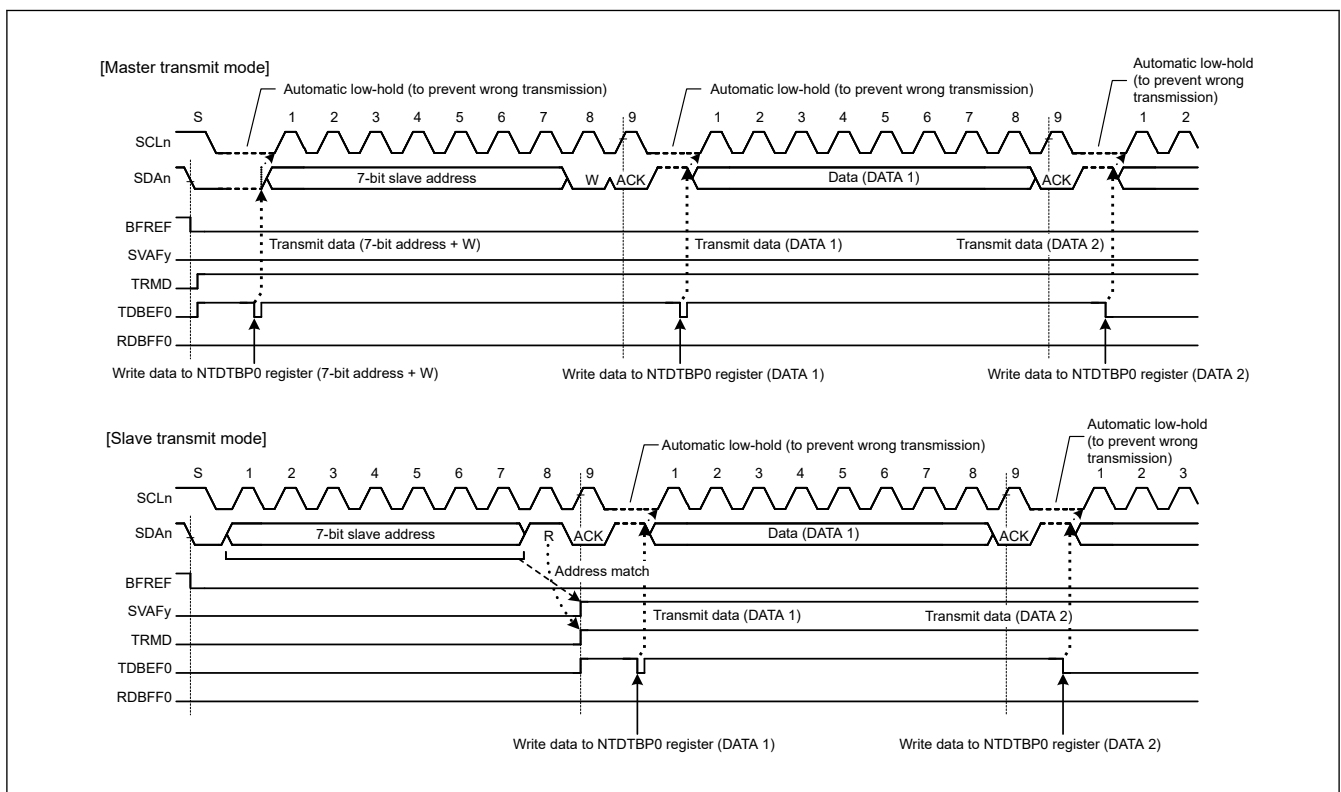 [Master transmit mode]
Automatic low-hold (to prevent wrong transmission)
Automatic low-hold (to prevent wrong transmission)
Automatic low-hold
(to prevent wrong
transmission)
S 1 2 3 4 5 6 7 8 9 1 2 3 4 5 6 7 8 9 1 2
SCLn
SDAn 7-bit slave address W ACK Data (DATA 1) ACK
BFREF
Transmit data (7-bit address + W) Transmit data (DATA 1) Transmit data (DATA 2)
SVAFy
TRMD
TDBEF0
RDBFF0
Write data to NTDTBP0 register (7-bit address + W) Write data to NTDTBP0 register (DATA 1) Write data to NTDTBP0 register (DATA 2)
[Slave transmit mode]
Automatic low-hold (to prevent wrong transmission)
Automatic low-hold
(to prevent wrong
transmission)
S 1 2 3 4 5 6 7 8 9 1 2 3 4 5 6 7 8 9 1 2 3
SCLn
SDAn 7-bit slave address R ACK Data (DATA 1) ACK
Address match
BFREF
SVAFy
Transmit data (DATA 1) Transmit data (DATA 2)
TRMD
TDBEF0
RDBFF0
Write data to NTDTBP0 register (DATA 1) Write data to NTDTBP0 register (DATA 2)